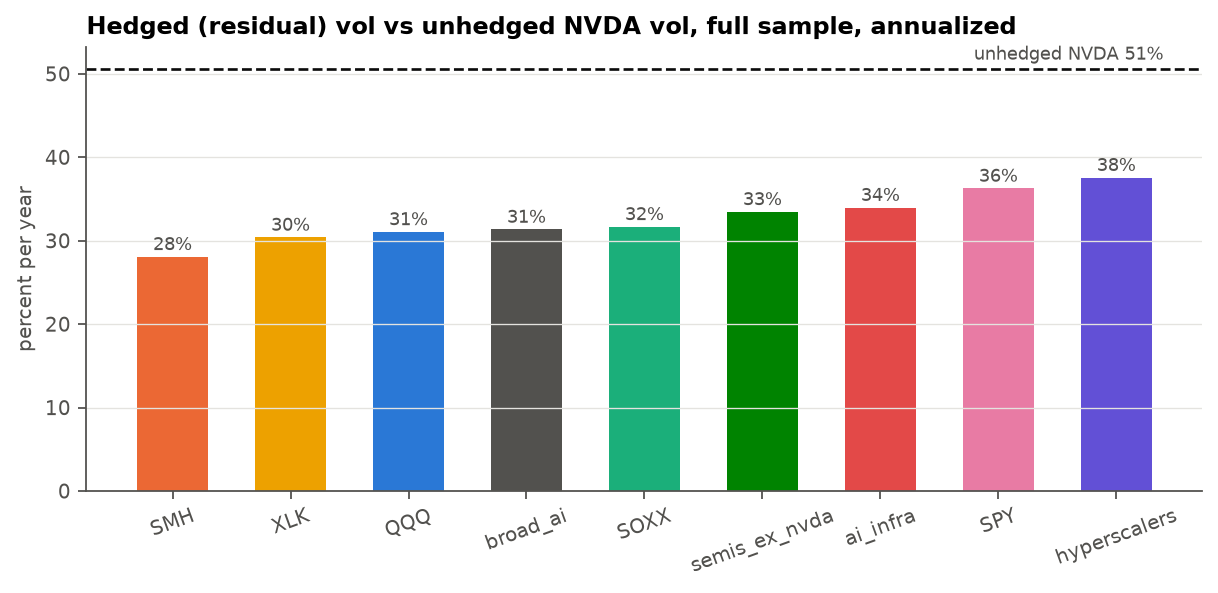 Hedged (residual) vol vs unhedged NVDA vol, full sample, annualized
unhedged NVDA 51%
percent per year
50
40
30
20
10
0
28%
30%
31%
31%
32%
33%
34%
36%
38%
SMH
XLK
QQQ
broad_ai
SOXX
semis_ex_nvda
ai_infra
SPY
hyperscalers